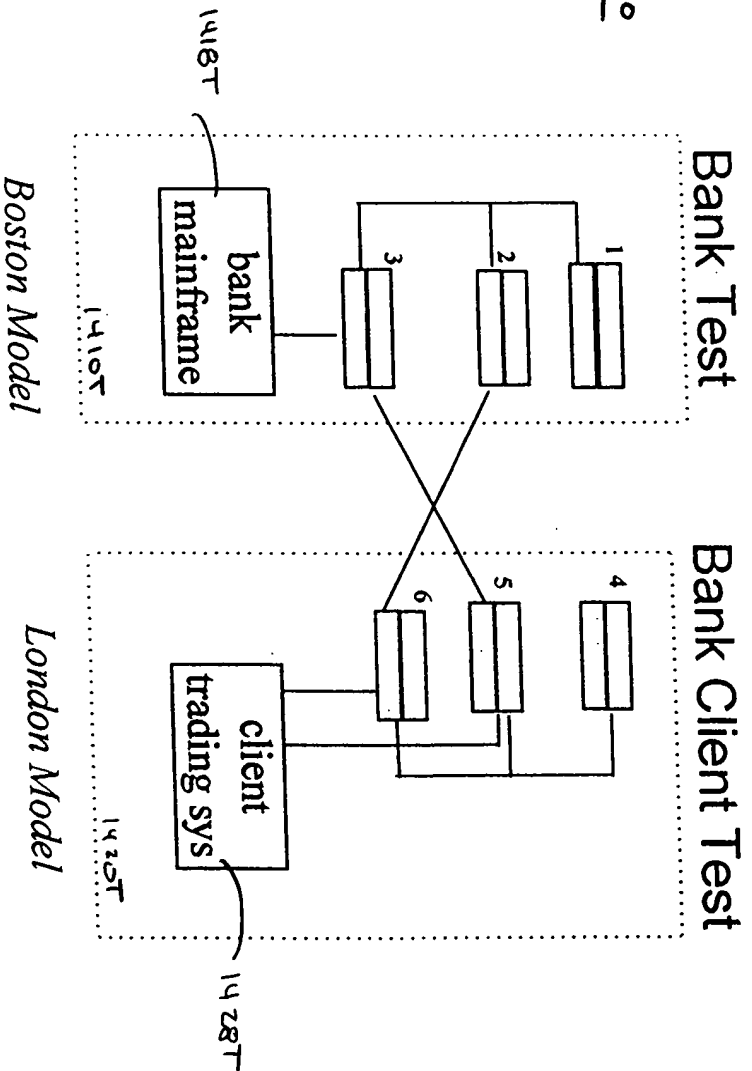 Bank Test
Bank Client Test
1
2
3
4
5
6
bank
mainframe
client
trading sys
1418T
1410T
1420T
1428T
Boston Model
London Model